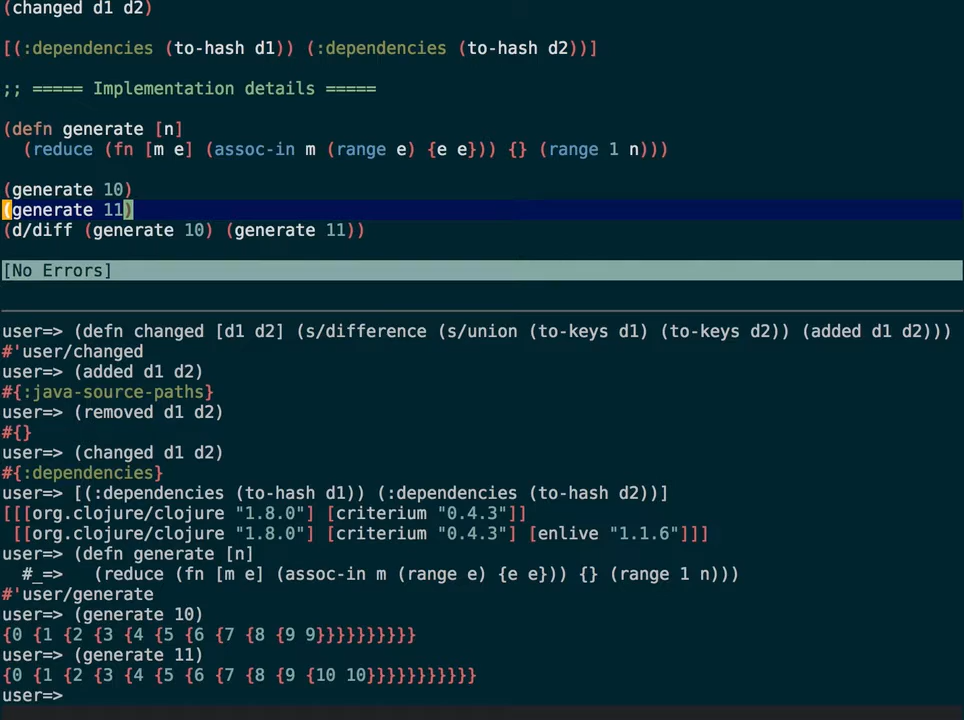 (changed d1 d2)
[(:dependencies (to-hash d1)) (:dependencies (to-hash d2))]
;; ===== Implementation details =====
(defn generate [n]
  (reduce (fn [m e] (assoc-in m (range e) {e e})) {} (range 1 n)))
(generate 10)
(generate 11)
(d/diff (generate 10) (generate 11))
[No Errors]
user=> (defn changed [d1 d2] (s/difference (s/union (to-keys d1) (to-keys d2)) (added d1 d2)))
#'user/changed
user=> (added d1 d2)
#{:java-source-paths}
user=> (removed d1 d2)
#{}
user=> (changed d1 d2)
#{:dependencies}
user=> [(:dependencies (to-hash d1)) (:dependencies (to-hash d2))]
[[[org.clojure/clojure "1.8.0"] [criterium "0.4.3"]]
 [[org.clojure/clojure "1.8.0"] [criterium "0.4.3"] [enlive "1.1.6"]]]
user=> (defn generate [n]
  #_=>   (reduce (fn [m e] (assoc-in m (range e) {e e})) {} (range 1 n)))
#'user/generate
user=> (generate 10)
{0 {1 {2 {3 {4 {5 {6 {7 {8 {9 9}}}}}}}}}}
user=> (generate 11)
{0 {1 {2 {3 {4 {5 {6 {7 {8 {9 {10 10}}}}}}}}}}}
user=>